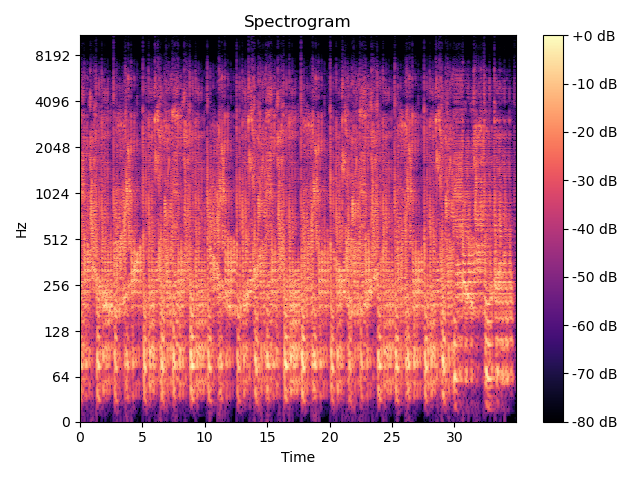 Spectrogram
8192
4096
2048
1024
512
256
128
64
0
Hz
0 5 10 15 20 25 30
Time
+0 dB
-10 dB
-20 dB
-30 dB
-40 dB
-50 dB
-60 dB
-70 dB
-80 dB